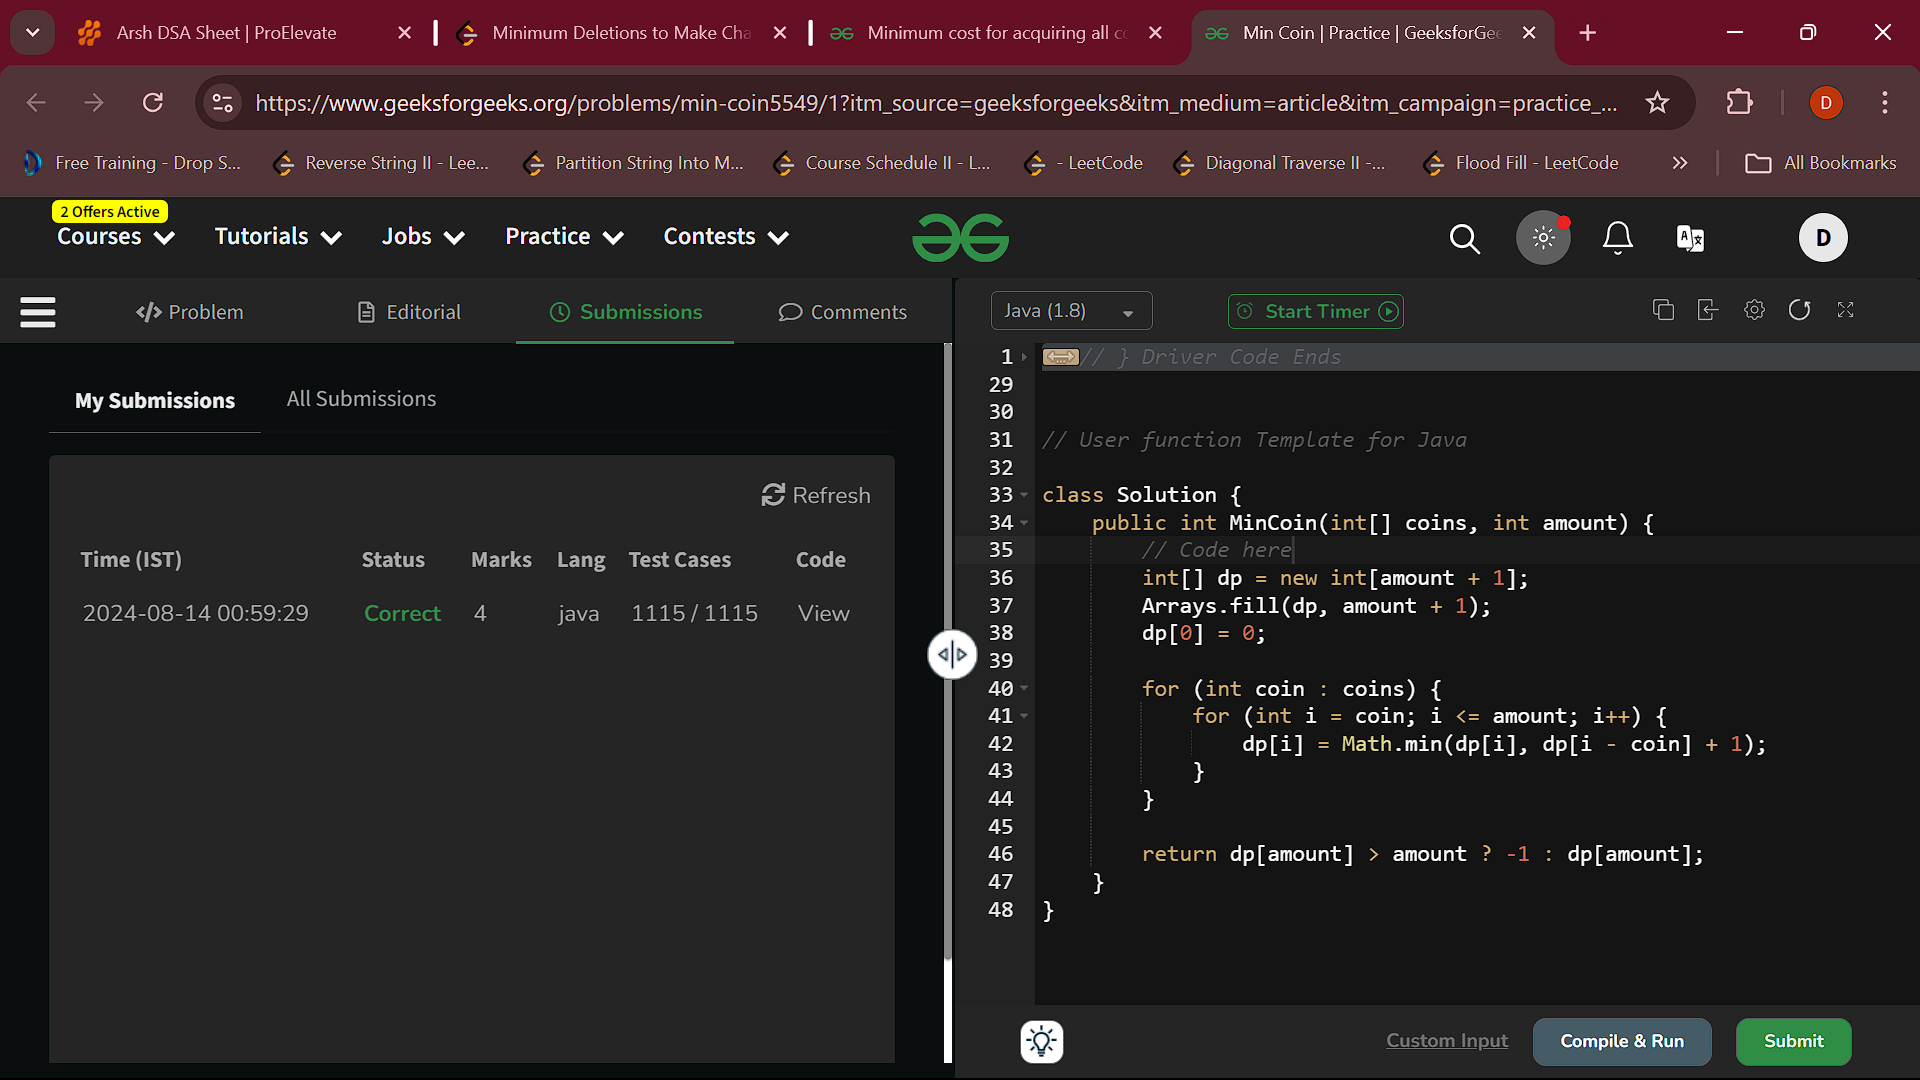 Arsh DSA Sheet | ProElevate
Minimum Deletions to Make Cha
Minimum cost for acquiring all co
Min Coin | Practice | GeeksforGee
https://www.geeksforgeeks.org/problems/min-coin5549/1?itm_source=geeksforgeeks&itm_medium=article&itm_campaign=practice_...
D
Free Training - Drop S...
Reverse String II - Lee...
Partition String Into M...
Course Schedule II - L...
- LeetCode
Diagonal Traverse II -...
Flood Fill - LeetCode
All Bookmarks
2 Offers Active
Courses
Tutorials
Jobs
Practice
Contests
D
</> Problem
Editorial
Submissions
Comments
Java (1.8)
Start Timer
My Submissions
All Submissions
Refresh
Time (IST) Status Marks Lang Test Cases Code
2024-08-14 00:59:29 Correct 4 java 1115 / 1115 View
1 // } Driver Code Ends
29
30
31 // User function Template for Java
32
33 class Solution {
34 public int MinCoin(int[] coins, int amount) {
35 // Code here
36 int[] dp = new int[amount + 1];
37 Arrays.fill(dp, amount + 1);
38 dp[0] = 0;
39
40 for (int coin : coins) {
41 for (int i = coin; i <= amount; i++) {
42 dp[i] = Math.min(dp[i], dp[i - coin] + 1);
43 }
44 }
45
46 return dp[amount] > amount ? -1 : dp[amount];
47 }
48 }
Custom Input
Compile & Run
Submit